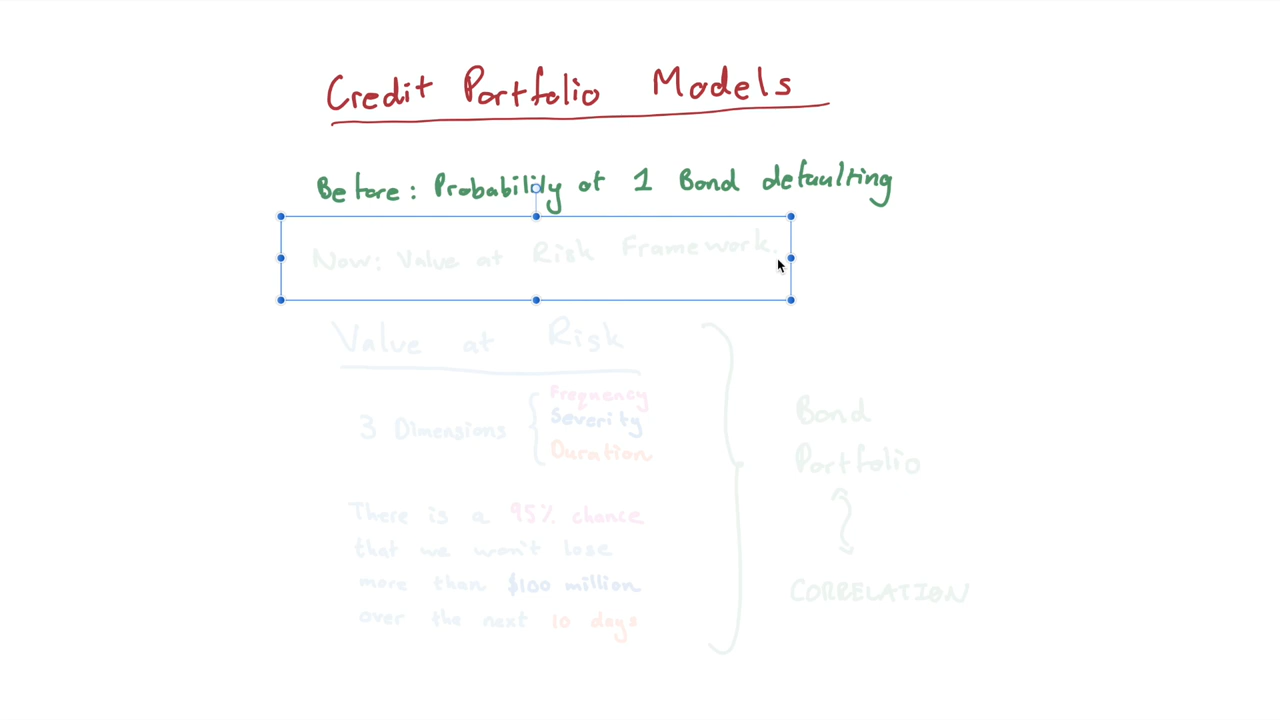 Credit Portfolio Models
Before: Probability of 1 Bond defaulting
Now: Value at Risk Framework.
Value at Risk
3 Dimensions
Frequency
Severity
Duration
There is a 95% chance
that we won't lose
more than $100 million
over the next 10 days
Bond
Portfolio
CORRELATION